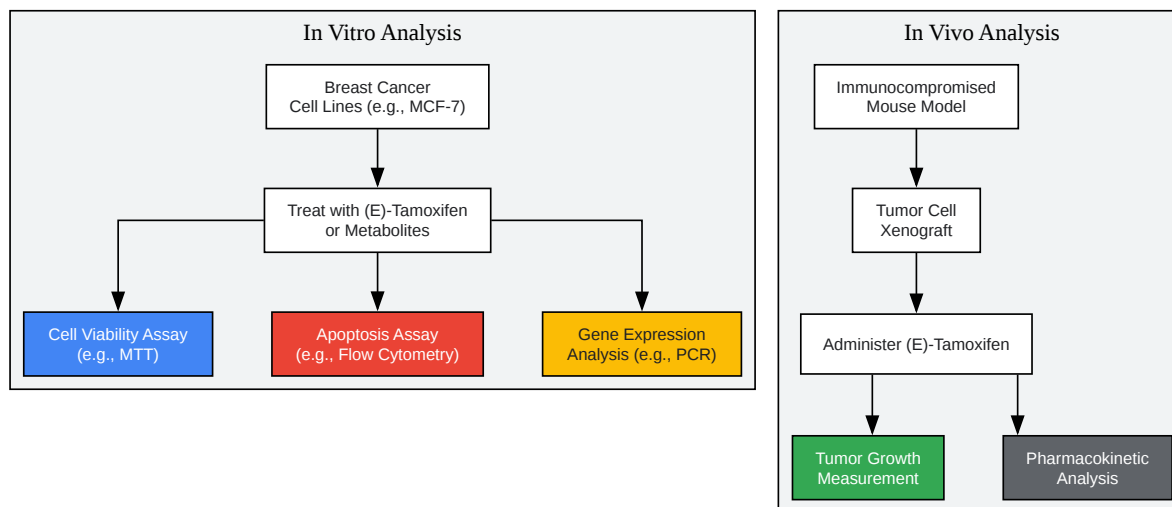 In Vitro Analysis
Breast Cancer
Cell Lines (e.g., MCF-7)
Treat with (E)-Tamoxifen
or Metabolites
Cell Viability Assay
(e.g., MTT)
Apoptosis Assay
(e.g., Flow Cytometry)
Gene Expression
Analysis (e.g., PCR)
In Vivo Analysis
Immunocompromised
Mouse Model
Tumor Cell
Xenograft
Administer (E)-Tamoxifen
Tumor Growth
Measurement
Pharmacokinetic
Analysis